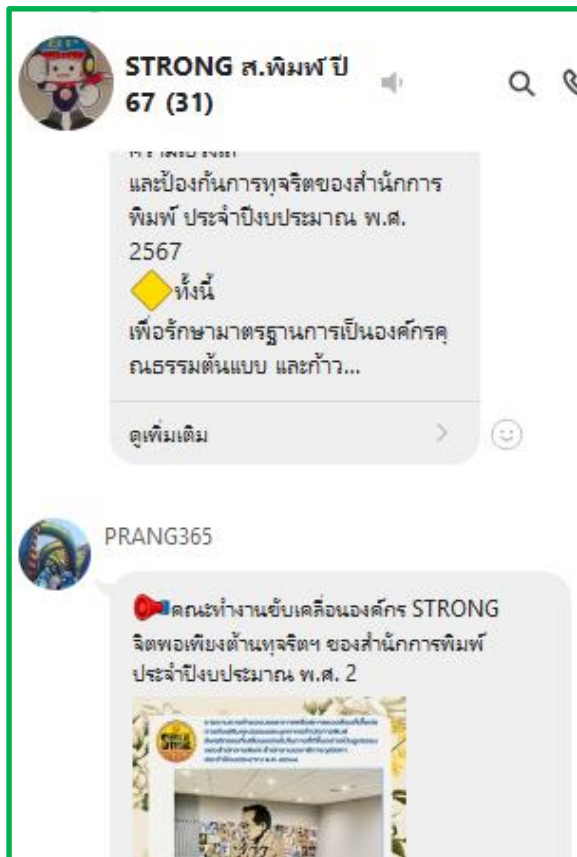 STRONG ส.พิมพ์ ปี
67 (31)
และป้องกันการทุจริตของสำนักการ
พิมพ์ ประจำปีงบประมาณ พ.ศ.
2567
ทั้งนี้
เพื่อรักษามาตรฐานการเป็นองค์กรคุ
ณธรรมต้นแบบ และก้าว...
ดูเพิ่มเติม
PRANG365
คณะทำงานขับเคลื่อนองค์กร STRONG
จิตพอเพียงต้านทุจริตฯ ของสำนักการพิมพ์
ประจำปีงบประมาณ พ.ศ. 2